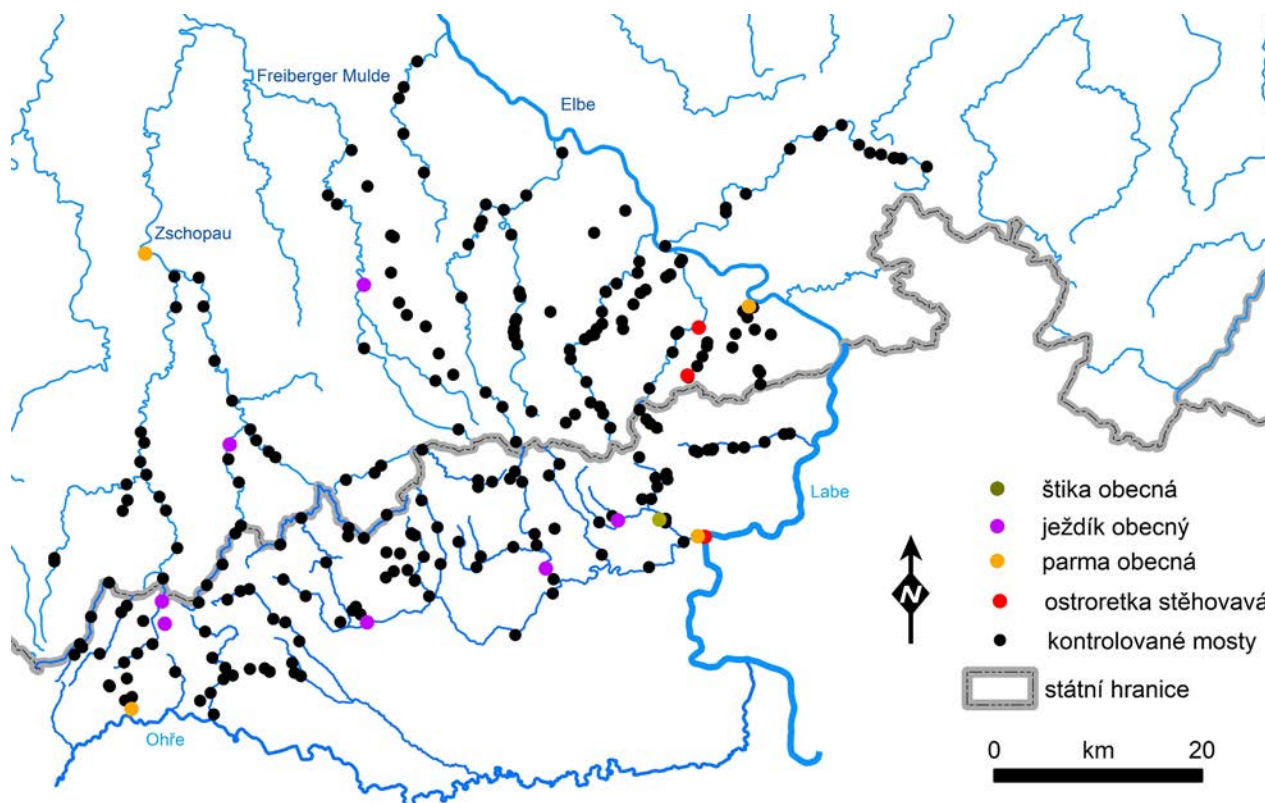 Freiberger Mulde
Elbe
Zschopau
Labe
Ohře
N
štika obecná
ježdík obecný
parma obecná
ostroretka stěhovavá
kontrolované mosty
státní hranice
0 km 20